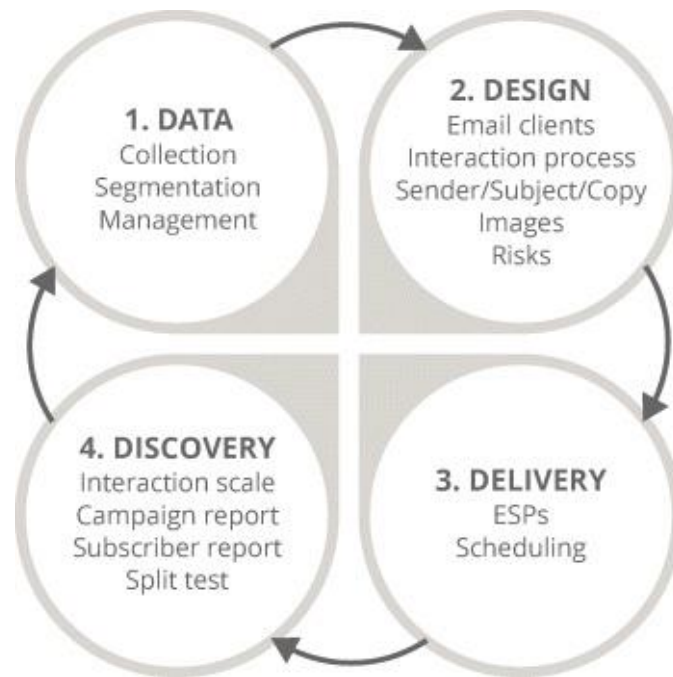 1. DATA
Collection
Segmentation
Management
2. DESIGN
Email clients
Interaction process
Sender/Subject/Copy
Images
Risks
3. DELIVERY
ESPs
Scheduling
4. DISCOVERY
Interaction scale
Campaign report
Subscriber report
Split test